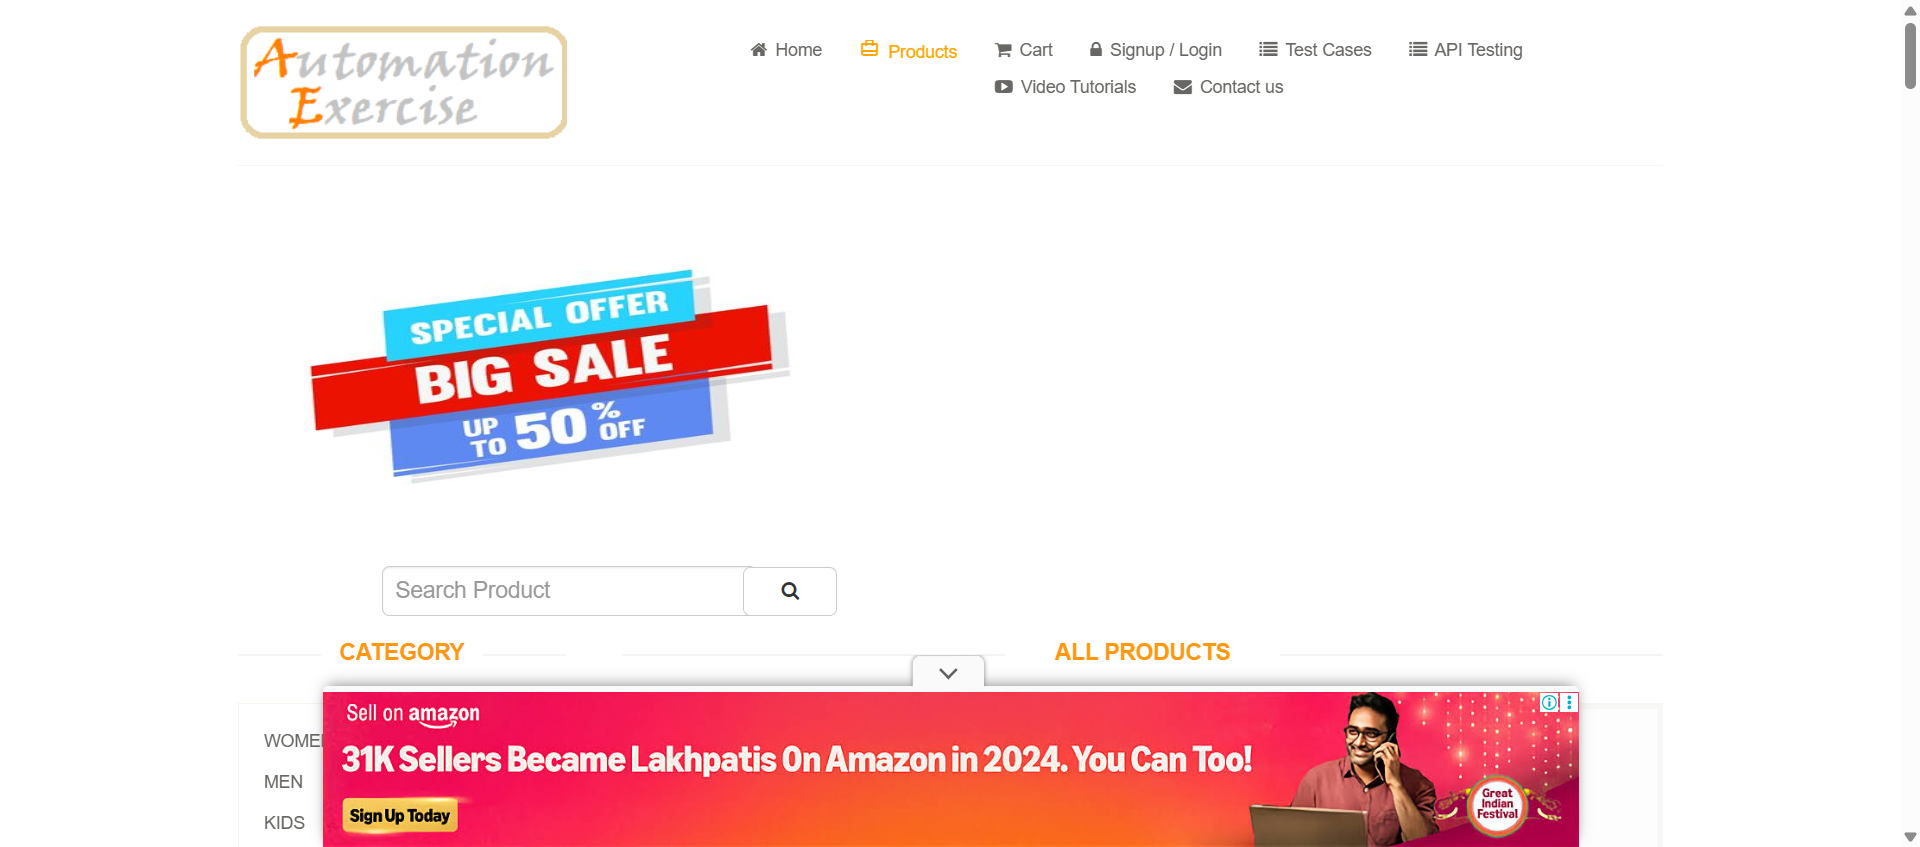 Automation
Exercise
Home
Products
Cart
Signup / Login
Test Cases
API Testing
Video Tutorials
Contact us
SPECIAL OFFER
BIG SALE
UP TO 50% OFF
Search Product
CATEGORY
ALL PRODUCTS
WOME
MEN
KIDS
Sell on amazon
31K Sellers Became Lakhpatis On Amazon in 2024. You Can Too!
Sign Up Today
Great
Indian
Festival